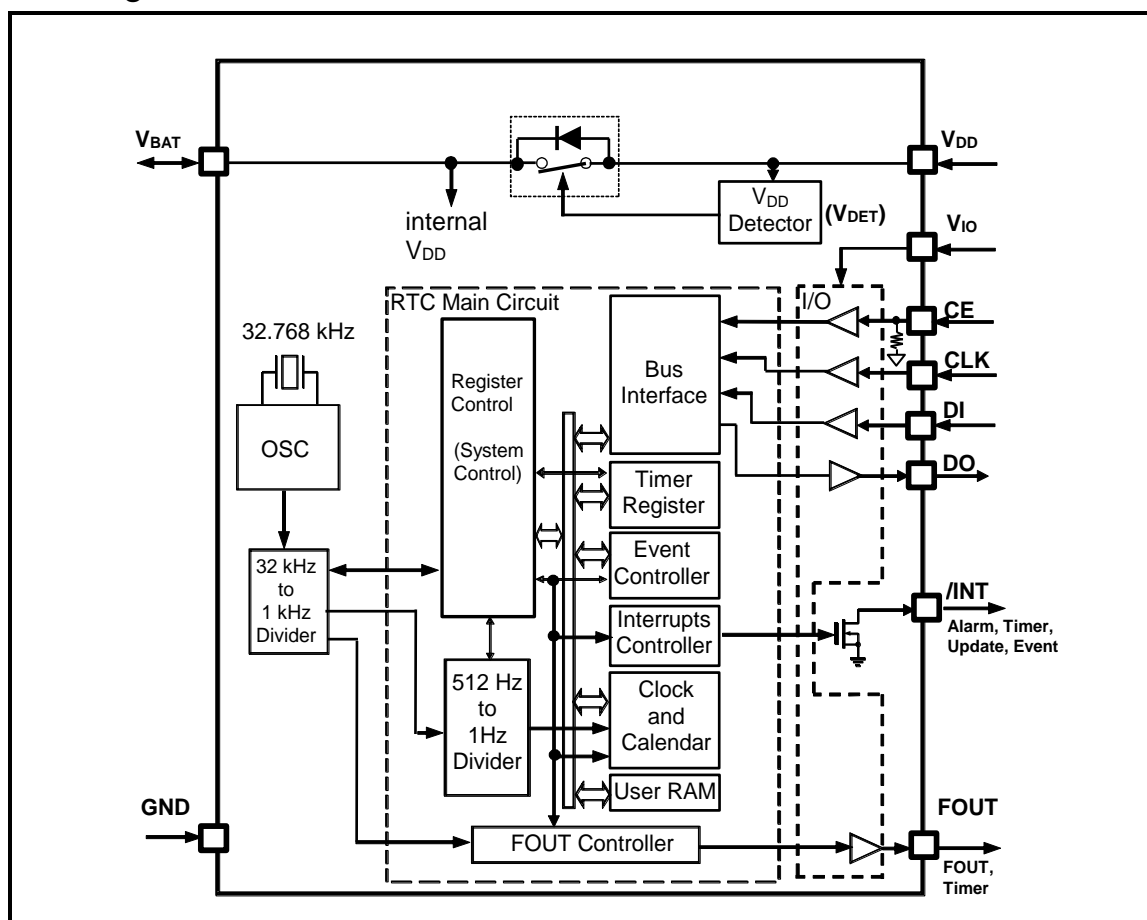 VBAT
VDD
internal
VDD
VDD
Detector
(VDET)
VIO
RTC Main Circuit
I/O
32.768 kHz
OSC
Register
Control
(System
Control)
Bus
Interface
CE
CLK
DI
DO
Timer
Register
Event
Controller
32 kHz
to
1 kHz
Divider
Interrupts
Controller
/INT
Alarm, Timer,
Update, Event
512 Hz
to
1Hz
Divider
Clock
and
Calendar
User RAM
GND
FOUT Controller
FOUT
FOUT,
Timer